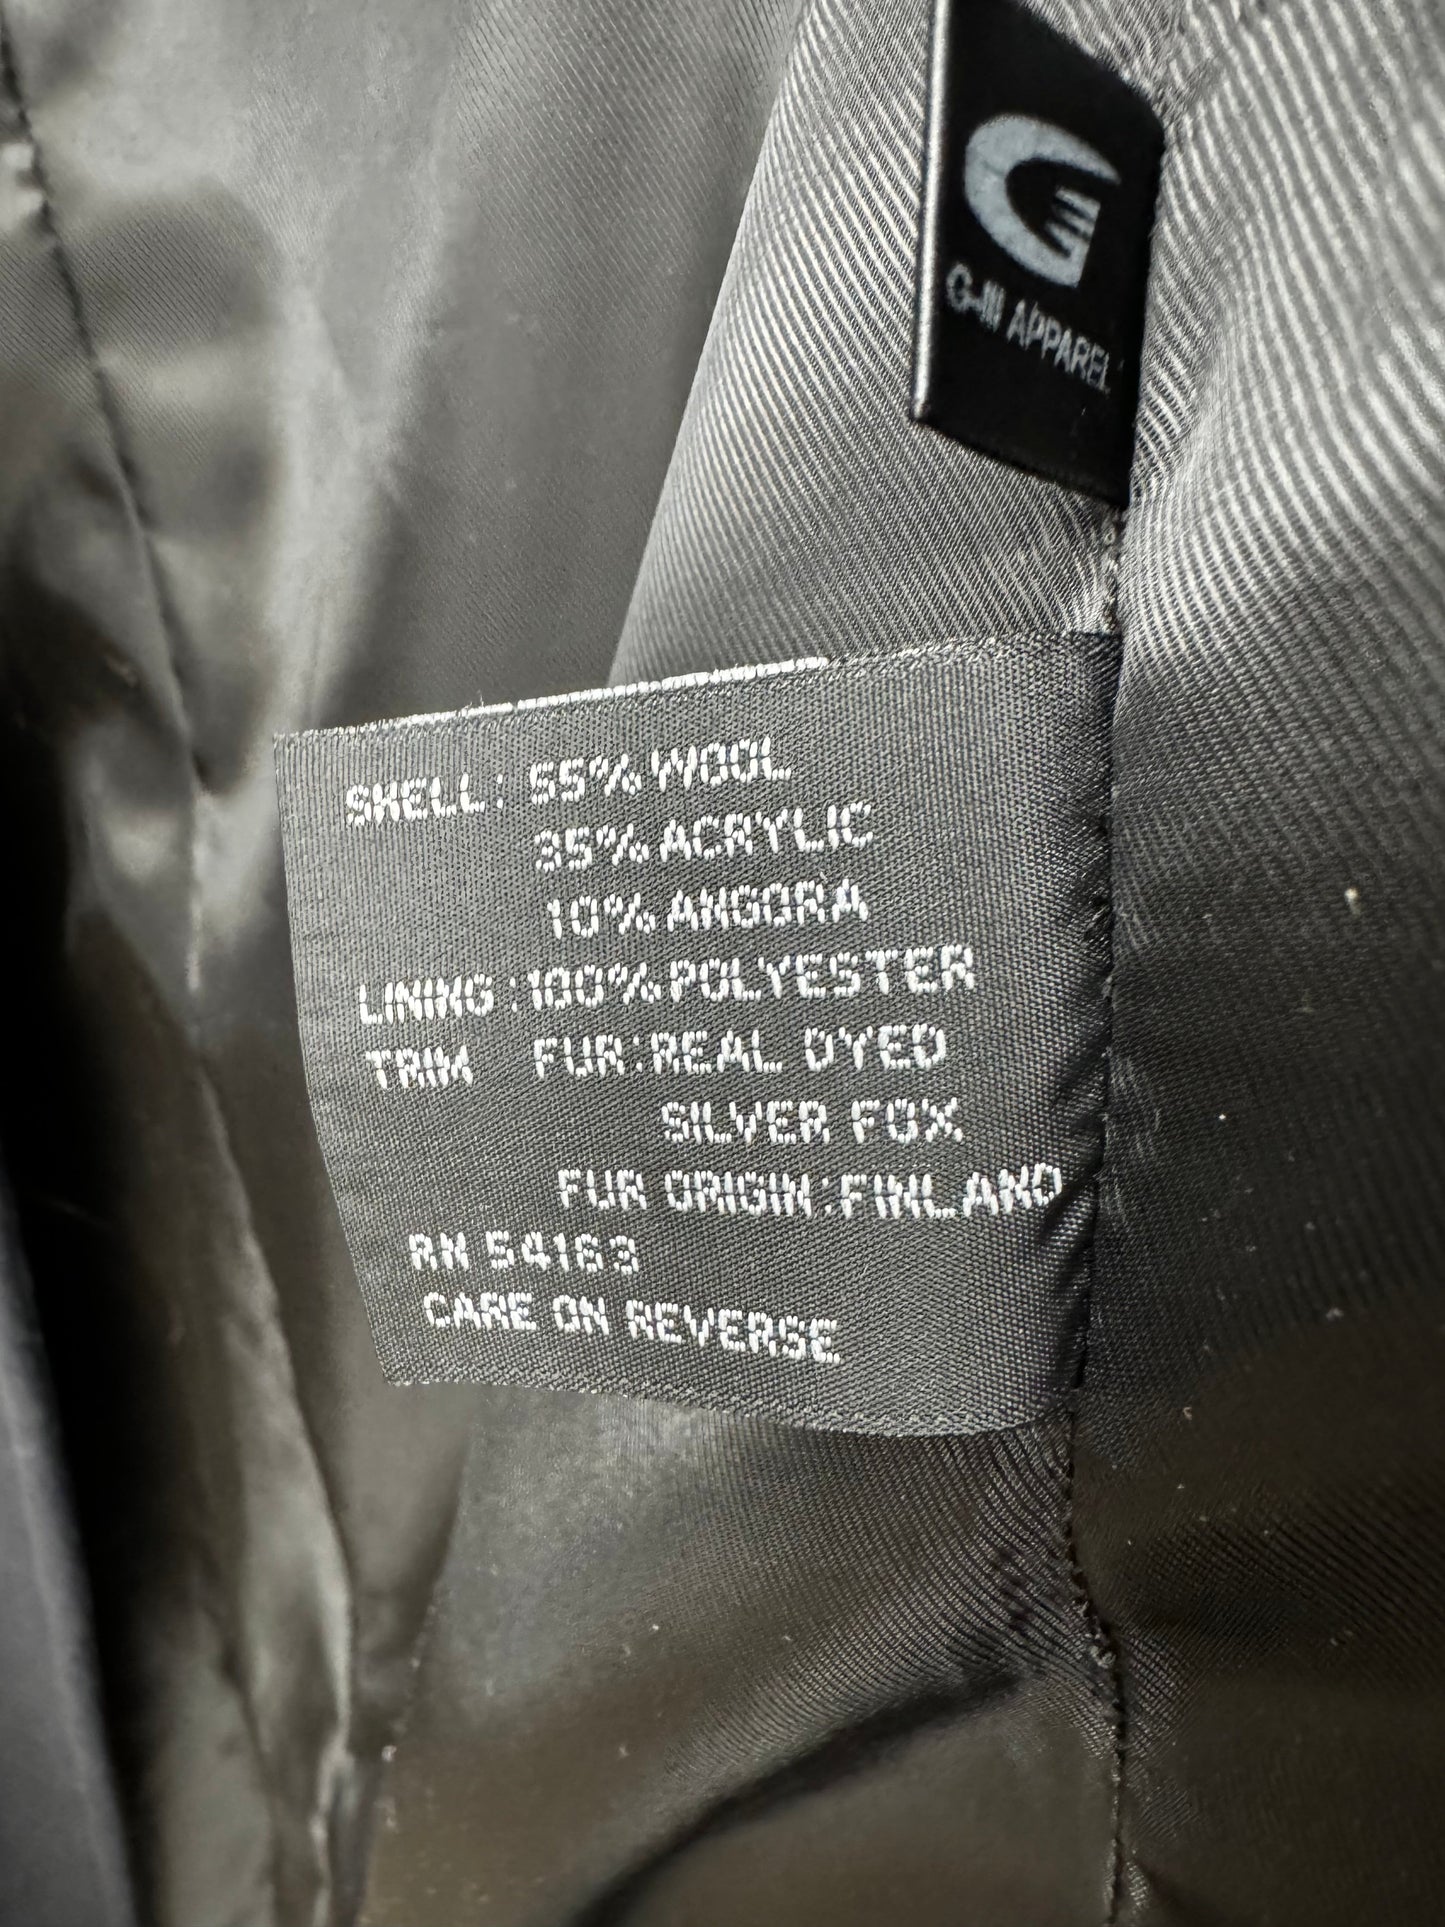 G-III APPAREL
SHELL: 55% WOOL
35% ACRYLIC
10% ANGORA
LINING: 100% POLYESTER
TRIM FUR: REAL DYED
SILVER FOX
FUR ORIGIN: FINLAND
RN 54163
CARE ON REVERSE